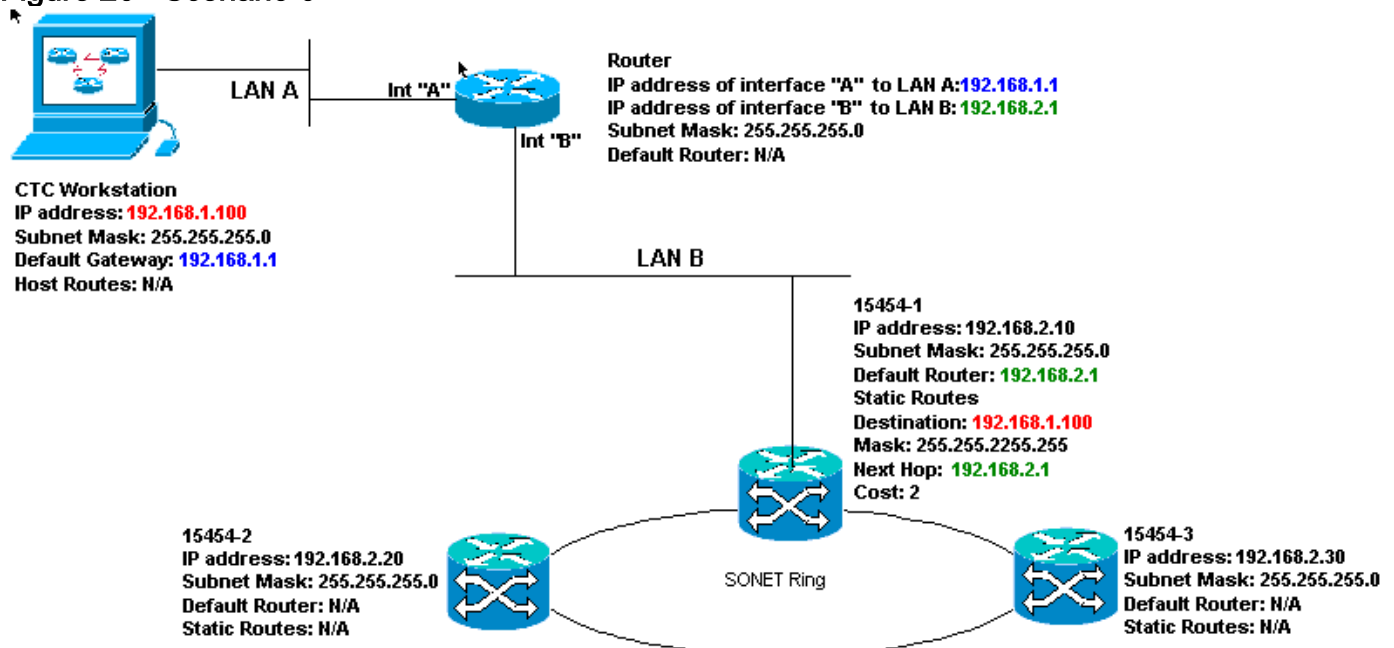 LAN A
Int "A"
Int "B"
Router
IP address of interface "A" to LAN A:192.168.1.1
IP address of interface "B" to LAN B: 192.168.2.1
Subnet Mask: 255.255.255.0
Default Router: N/A
CTC Workstation
IP address: 192.168.1.100
Subnet Mask: 255.255.255.0
Default Gateway: 192.168.1.1
Host Routes: N/A
LAN B
15454-1
IP address: 192.168.2.10
Subnet Mask: 255.255.255.0
Default Router: 192.168.2.1
Static Routes
Destination: 192.168.1.100
Mask: 255.255.2255.255
Next Hop: 192.168.2.1
Cost: 2
15454-2
IP address: 192.168.2.20
Subnet Mask: 255.255.255.0
Default Router: N/A
Static Routes: N/A
SONET Ring
15454-3
IP address: 192.168.2.30
Subnet Mask: 255.255.255.0
Default Router: N/A
Static Routes: N/A